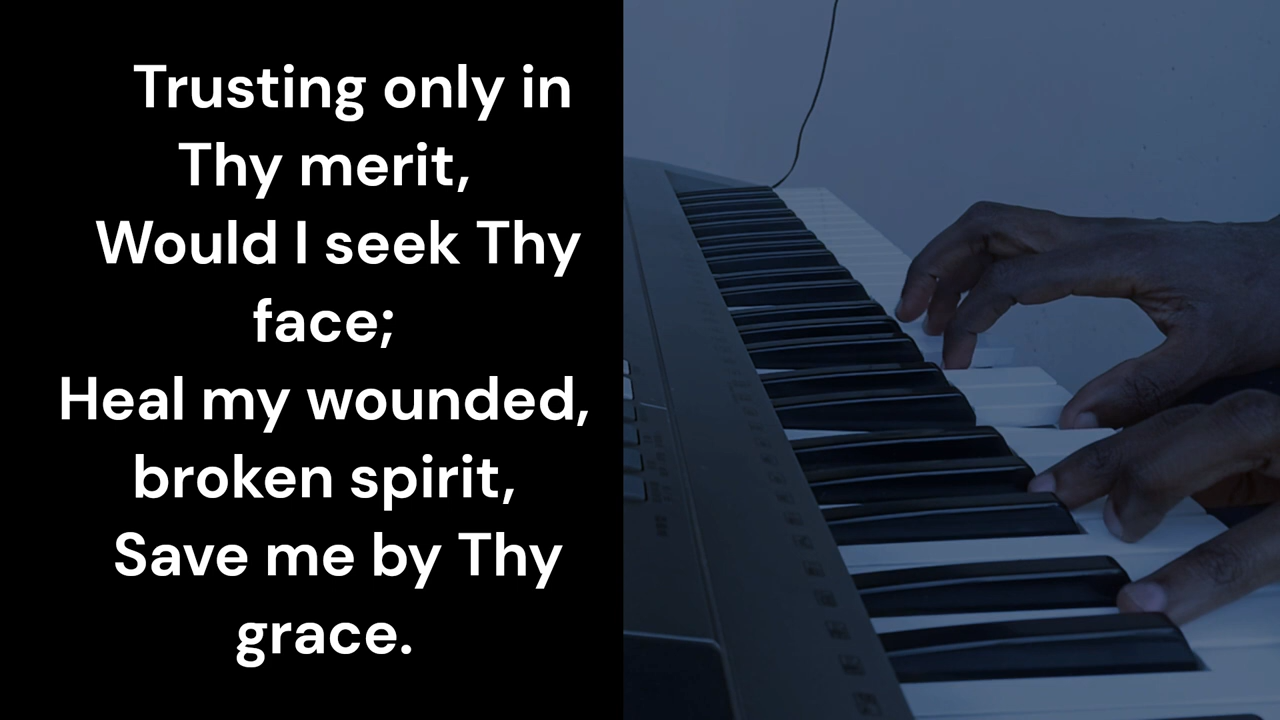 Trusting only in
Thy merit,
Would I seek Thy
face;
Heal my wounded,
broken spirit,
Save me by Thy
grace.